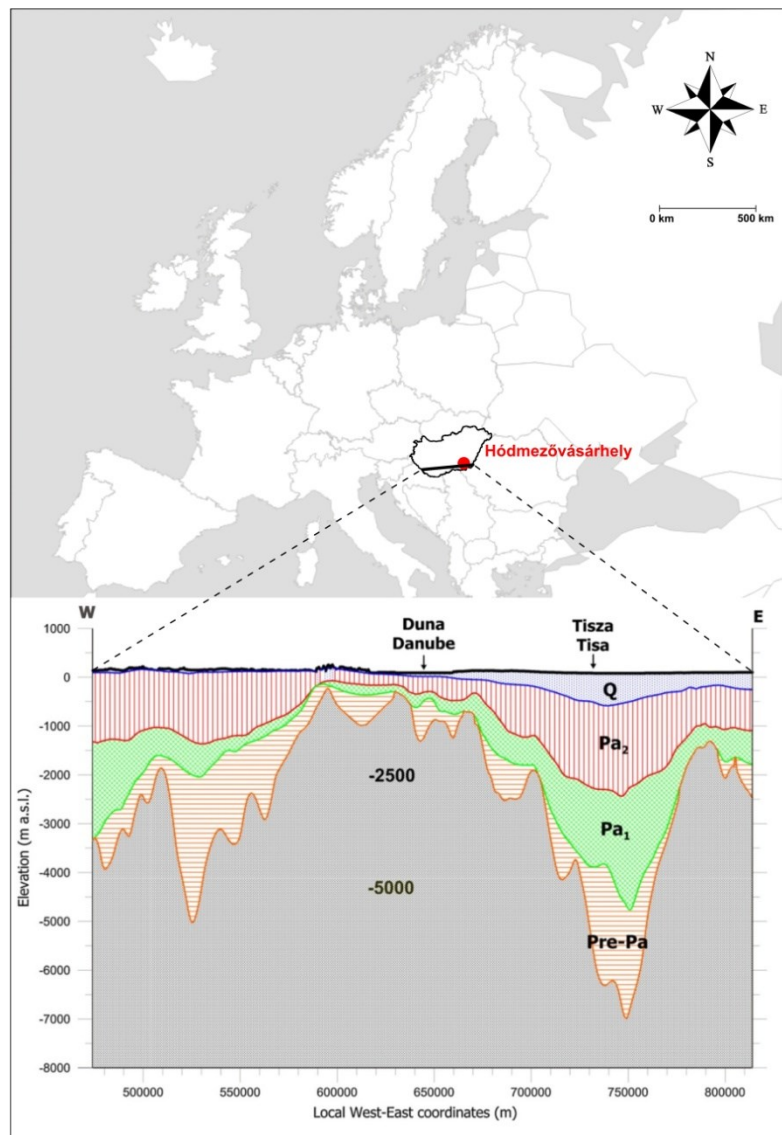 N
W E
S
0 km 500 km
Hódmezővásárhely
W E
Duna Tisza
Danube Tisa
1000
0
-1000
-2000
-3000
-4000
-5000
-6000
-7000
-8000
Elevation (m a.s.l.)
Q
Pa₂
-2500
Pa₁
-5000
Pre-Pa
500000 550000 600000 650000 700000 750000 800000
Local West-East coordinates (m)